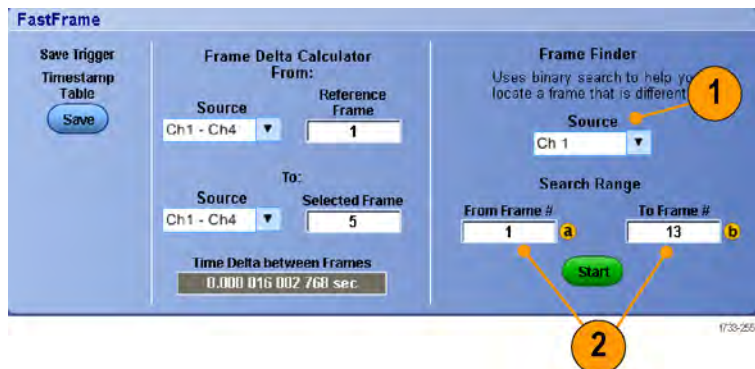 FastFrame
Save Trigger
Timestamp
Table
Save
Frame Delta Calculator
From:
Source
Reference
Frame
Ch1 - Ch4
1
To:
Source
Selected Frame
Ch1 - Ch4
5
Time Delta between Frames
0.000 016 002 768 sec
Frame Finder
Uses binary search to help
locate a frame that is different
1
Source
Ch 1
Search Range
From Frame #
To Frame #
1
a
13
b
Start
2
1733-255